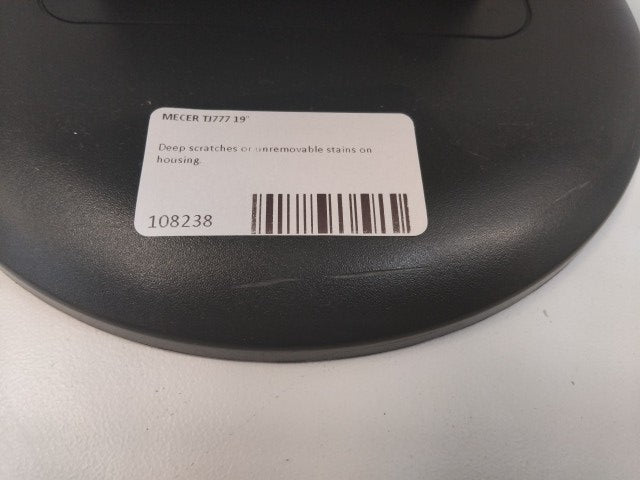 MECER TJ777 19"
Deep scratches or unremovable stains on
housing.
108238